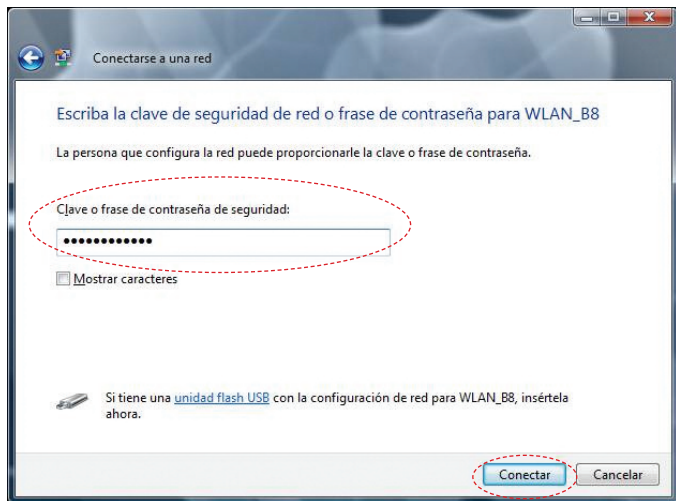 Conectarse a una red
Escriba la clave de seguridad de red o frase de contraseña para WLAN_B8
La persona que configura la red puede proporcionarle la clave o frase de contraseña.
Clave o frase de contraseña de seguridad:
●●●●●●●●●●●●
Mostrar caracteres
Si tiene una unidad flash USB con la configuración de red para WLAN_B8, insértela
ahora.
Conectar Cancelar